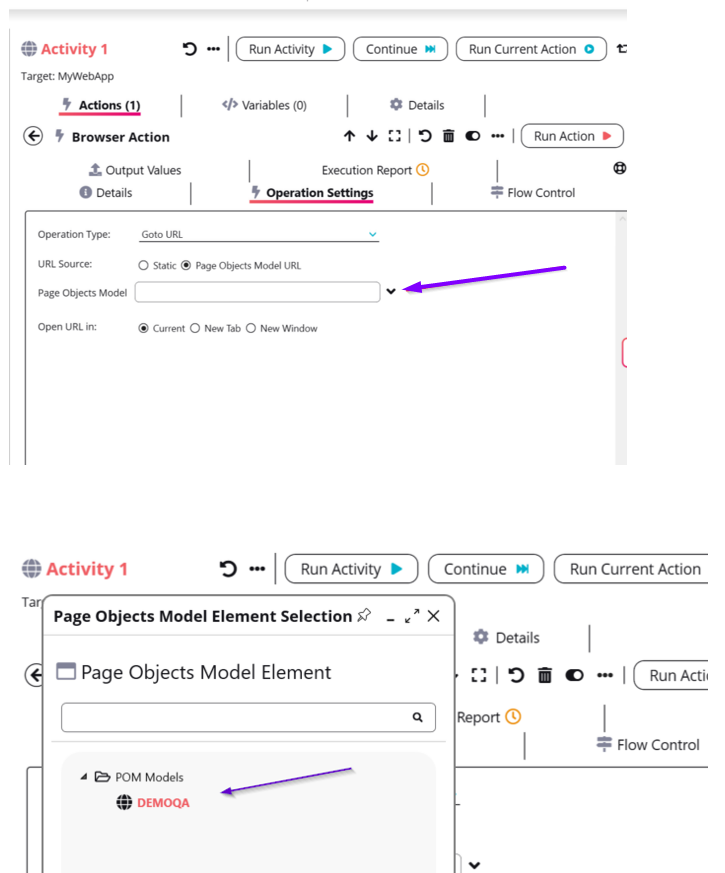 Activity 1 Run Activity Continue Run Current Action
Target: MyWebApp
Actions (1) Variables (0) Details
Browser Action Run Action
Output Values Execution Report
Details Operation Settings Flow Control
Operation Type: Goto URL
URL Source: Static Page Objects Model URL
Page Objects Model
Open URL in: Current New Tab New Window
Activity 1 Run Activity Continue Run Current Action
Tar
Page Objects Model Element Selection
Details
Page Objects Model Element
Run Acti
Report
Flow Control
POM Models
DEMOQA